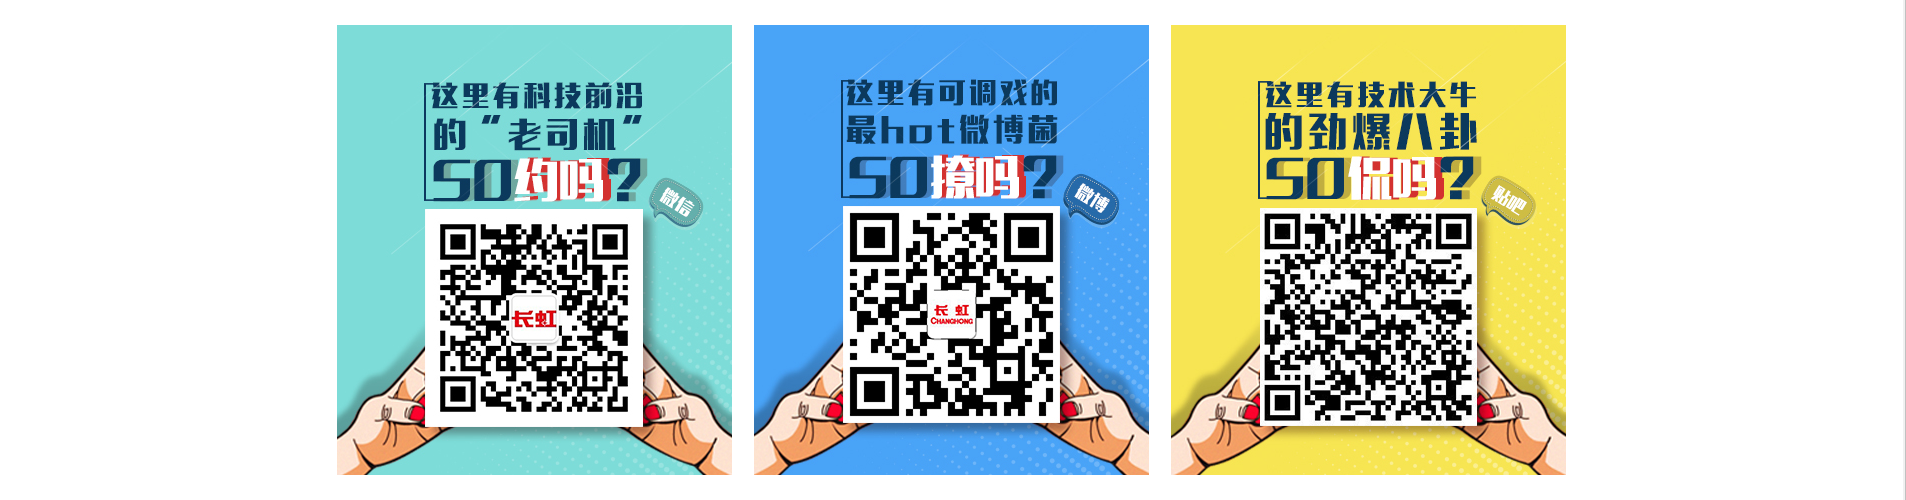 这里有科技前沿
的“老司机”
SO约吗?
微信
长虹
这里有可调戏的
最hot微博菌
SO撩吗?
微博
长虹
CHANGHONG
这里有技术大牛
的劲爆八卦
SO侃吗?
贴吧